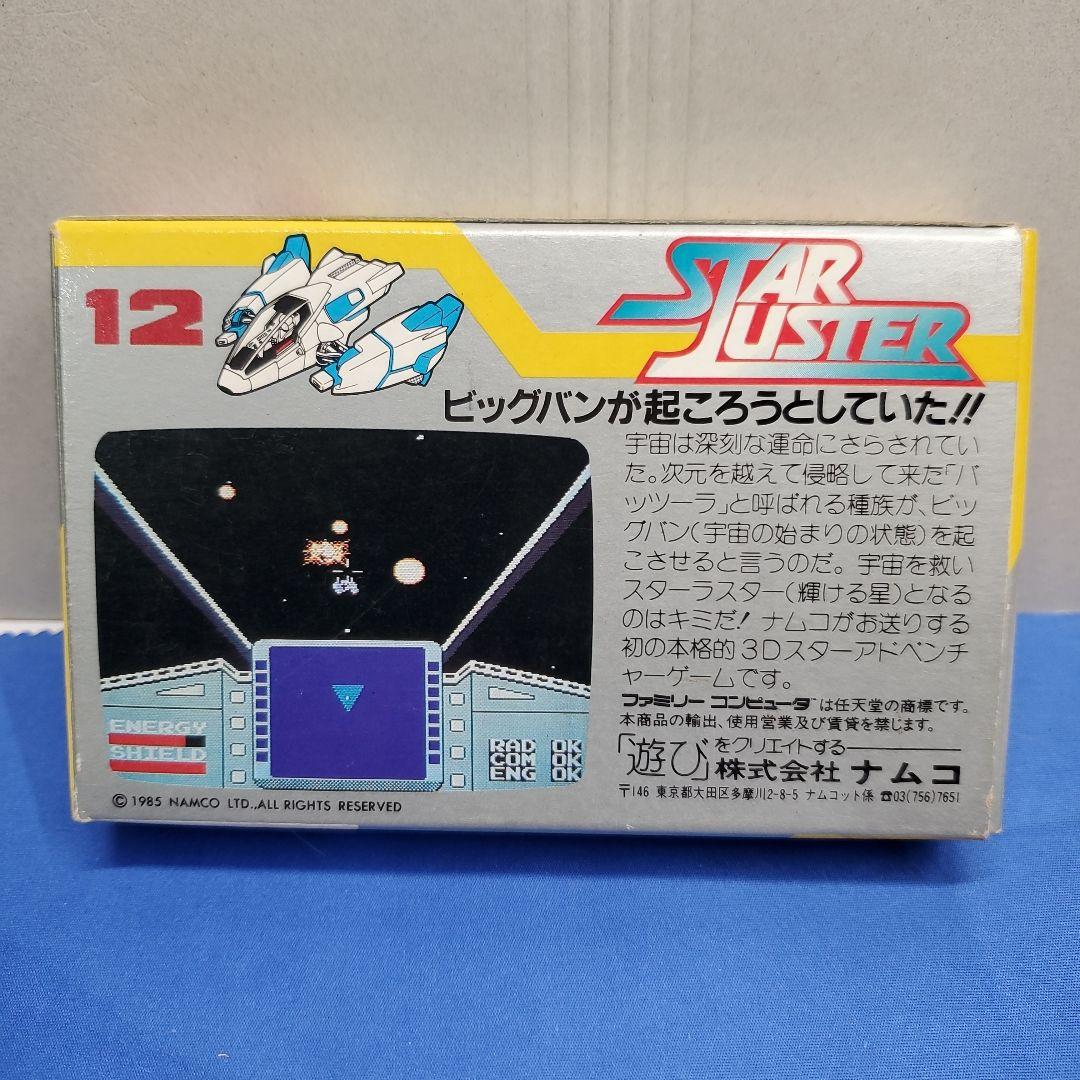 12
STAR LUSTER
ビッグバンが起ころうとしていた!!
宇宙は深刻な運命にさらされてい
た。次元を越えて侵略して来た「バ
ッツーラ」と呼ばれる種族が、ビッ
グバン(宇宙の始まりの状態)を起
こさせると言うのだ。宇宙を救い
スターラスター(輝ける星)となる
のはキミだ! ナムコがお送りする
初の本格的3Dスターアドベンチ
ャーゲームです。
ファミリーコンピュータ™は任天堂の商標です。
本商品の輸出、使用営業及び賃貸を禁じます。
「遊び」をクリエイトする
株式会社 ナムコ
〒146 東京都大田区多摩川2-8-5 ナムコット係 ☎03(756)7651
ENERGY
SHIELD
RAD OK
COM OK
ENG OK
© 1985 NAMCO LTD.,ALL RIGHTS RESERVED